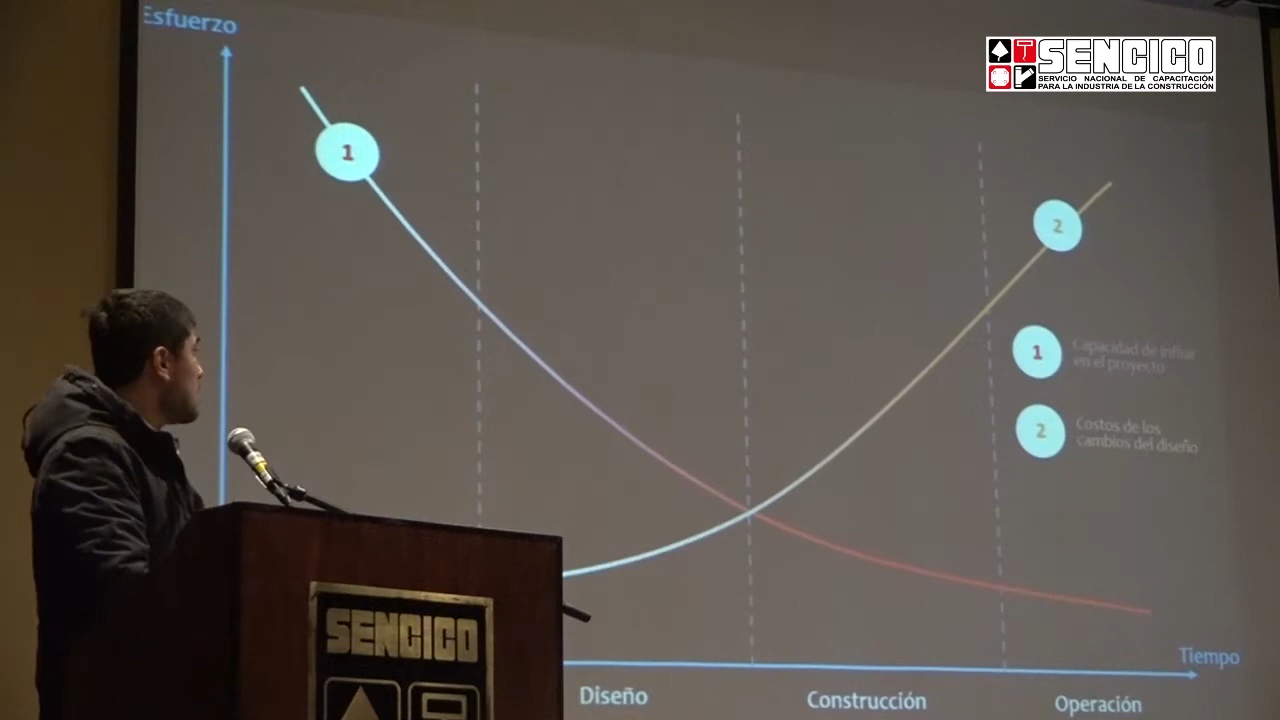 Esfuerzo
SENCICO
SERVICIO NACIONAL DE CAPACITACIÓN
PARA LA INDUSTRIA DE LA CONSTRUCCIÓN
1
2
1
Capacidad de influir
en el proyecto
2
Costos de los
cambios del diseño
SENCICO
Tiempo
Diseño
Construcción
Operación